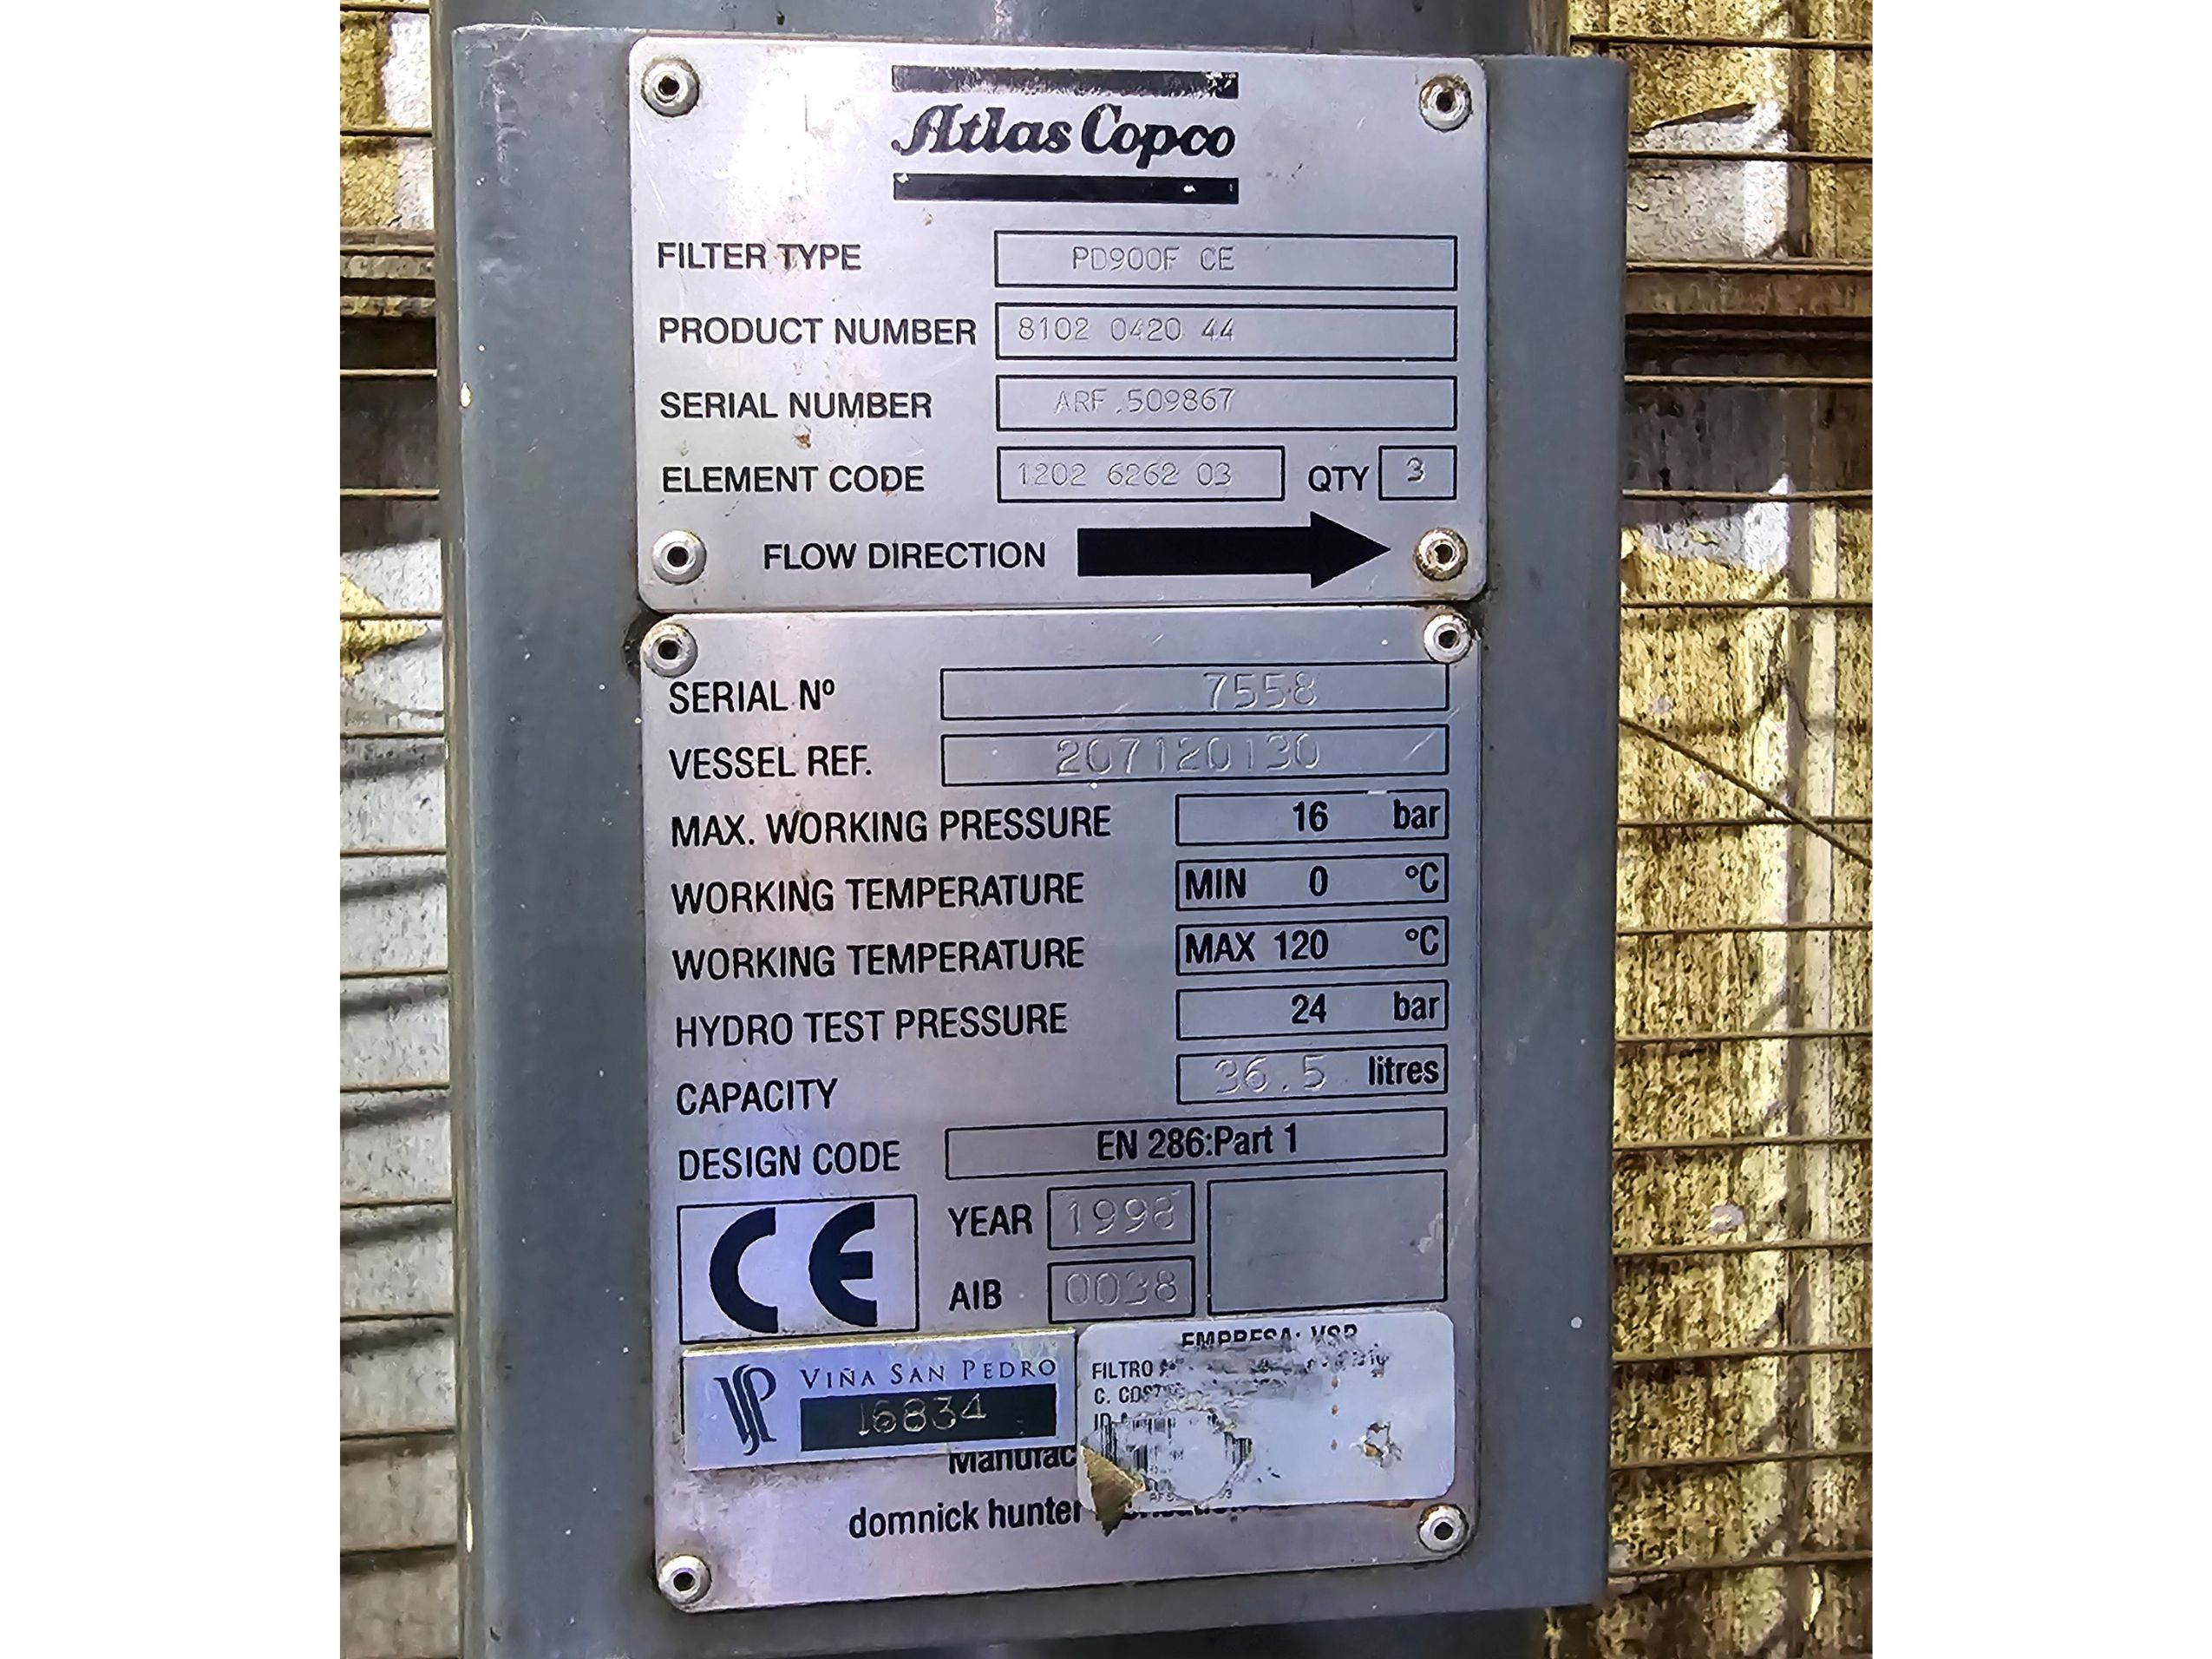 Atlas Copco
FILTER TYPE PD900F CE
PRODUCT NUMBER 8102 0420 44
SERIAL NUMBER ARF.509867
ELEMENT CODE 1202 6262 03 QTY 3
FLOW DIRECTION
SERIAL Nº 7558
VESSEL REF. 207120130
MAX. WORKING PRESSURE 16 bar
WORKING TEMPERATURE MIN 0 °C
WORKING TEMPERATURE MAX 120 °C
HYDRO TEST PRESSURE 24 bar
CAPACITY 36.5 litres
DESIGN CODE EN 286:Part 1
CE YEAR 1998
AIB 0038
EMPRESA: VSP
VSP VIÑA SAN PEDRO
16834
FILTRO
C.
ID
Manufac
domnick hunter